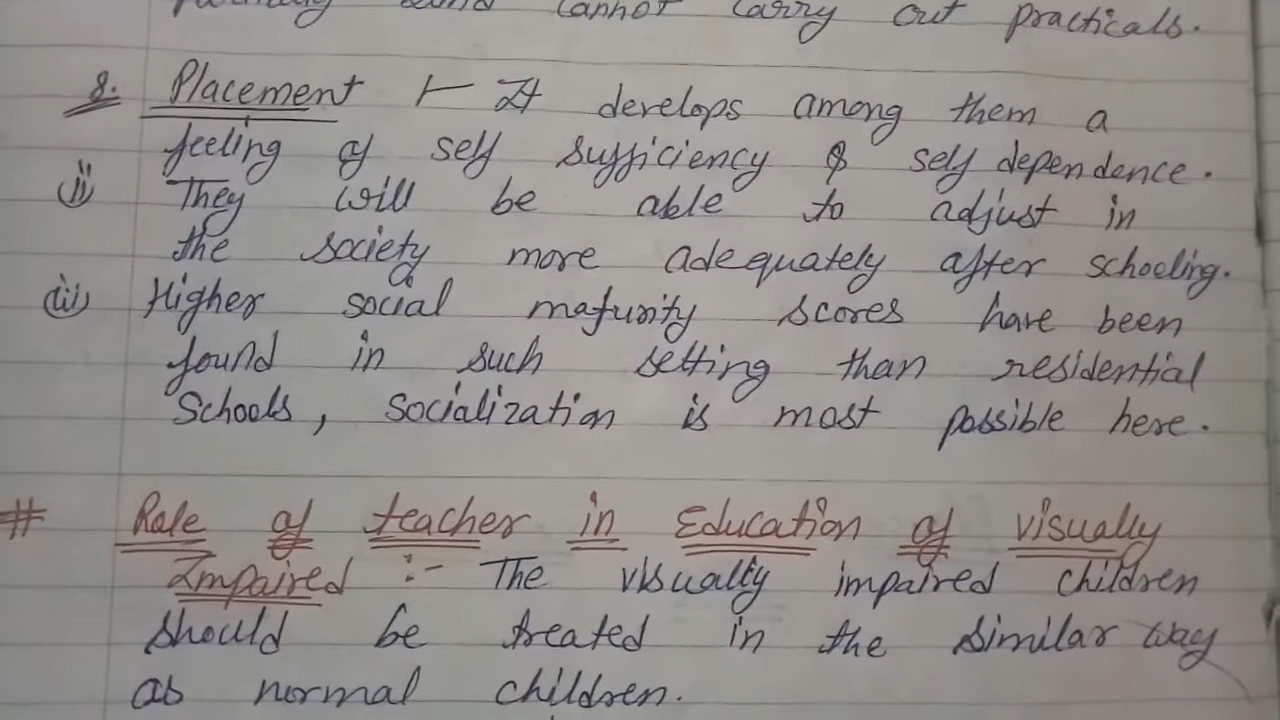 cannot carry out practicals.
8. Placement :- It develops among them a
feeling of self sufficiency & self dependence.
(ii) They will be able to adjust in
the society more adequately after schooling.
(iii) Higher social maturity scores have been
found in such setting than residential
Schools, socialization is most possible here.
# Role of teacher in Education of visually
Impaired :- The visually impaired children
should be treated in the similar way
as normal children.